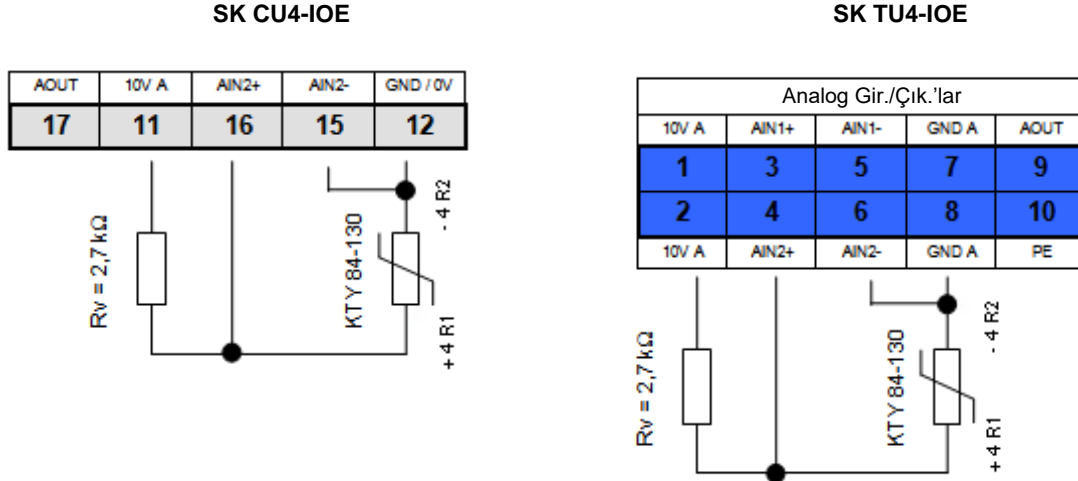 SK CU4-IOE
AOUT 10V A AIN2+ AIN2- GND / 0V
17 11 16 15 12
Rv = 2,7 kΩ
KTY 84-130
- 4 R2
+ 4 R1
SK TU4-IOE
Analog Gir./Çık.'lar
10V A AIN1+ AIN1- GND A AOUT
1 3 5 7 9
2 4 6 8 10
10V A AIN2+ AIN2- GND A PE
Rv = 2,7 kΩ
KTY 84-130
- 4 R2
+ 4 R1